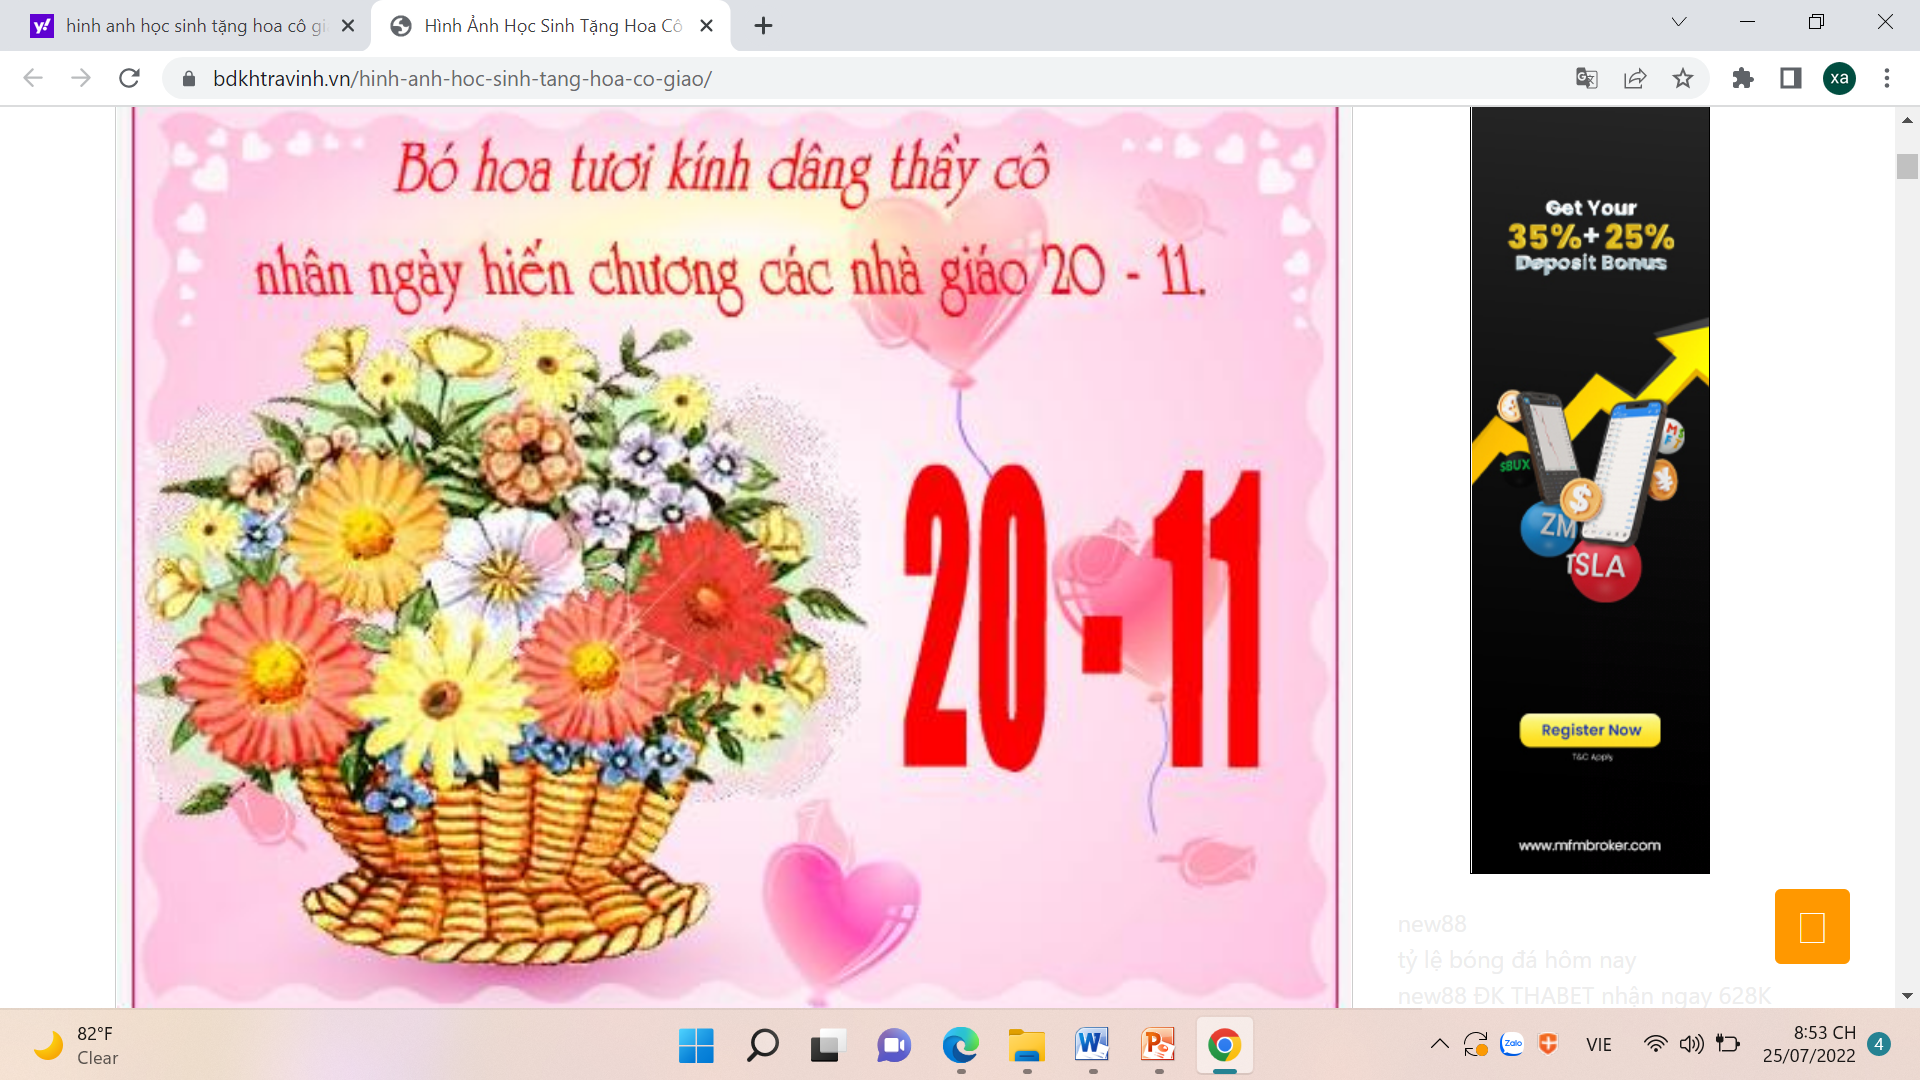 hinh anh học sinh tặng hoa cô gi
Hình Ảnh Học Sinh Tặng Hoa Cô
bdkhtravinh.vn/hinh-anh-hoc-sinh-tang-hoa-co-giao/
xa
Bó hoa tươi kính dâng thầy cô
nhân ngày hiến chương các nhà giáo 20 - 11.
20-11
Get Your
35%+25%
Deposit Bonus
$BUX
ZM
TSLA
Register Now
T&C Apply
www.mfmbroker.com
new88
tỷ lệ bóng đá hôm nay
new88 ĐK THABET nhận ngay 628K
82°F
Clear
Zalo
VIE
8:53 CH
25/07/2022
4